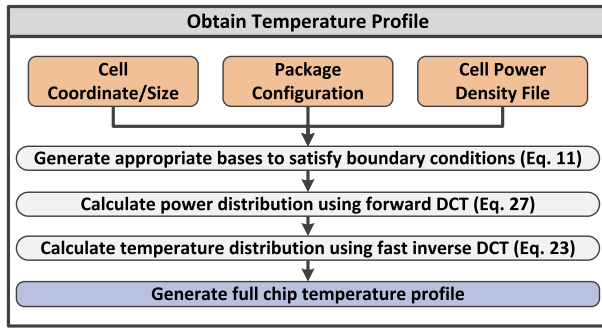 Obtain Temperature Profile
Cell
Coordinate/Size
Package
Configuration
Cell Power
Density File
Generate appropriate bases to satisfy boundary conditions (Eq. 11)
Calculate power distribution using forward DCT (Eq. 27)
Calculate temperature distribution using fast inverse DCT (Eq. 23)
Generate full chip temperature profile